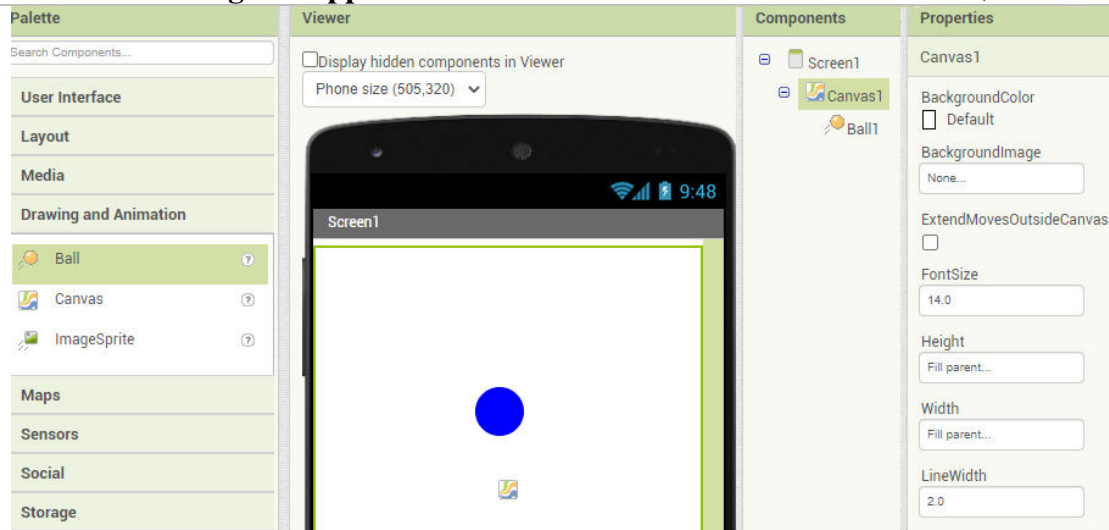 Palette
Search Components...
User Interface
Layout
Media
Drawing and Animation
Ball
?
Canvas
?
ImageSprite
?
Maps
Sensors
Social
Storage
Viewer
Display hidden components in Viewer
Phone size (505,320)
9:48
Screen1
Components
Screen1
Canvas1
Ball1
Properties
Canvas1
BackgroundColor
Default
BackgroundImage
None...
ExtendMovesOutsideCanvas
FontSize
14.0
Height
Fill parent...
Width
Fill parent...
LineWidth
2.0